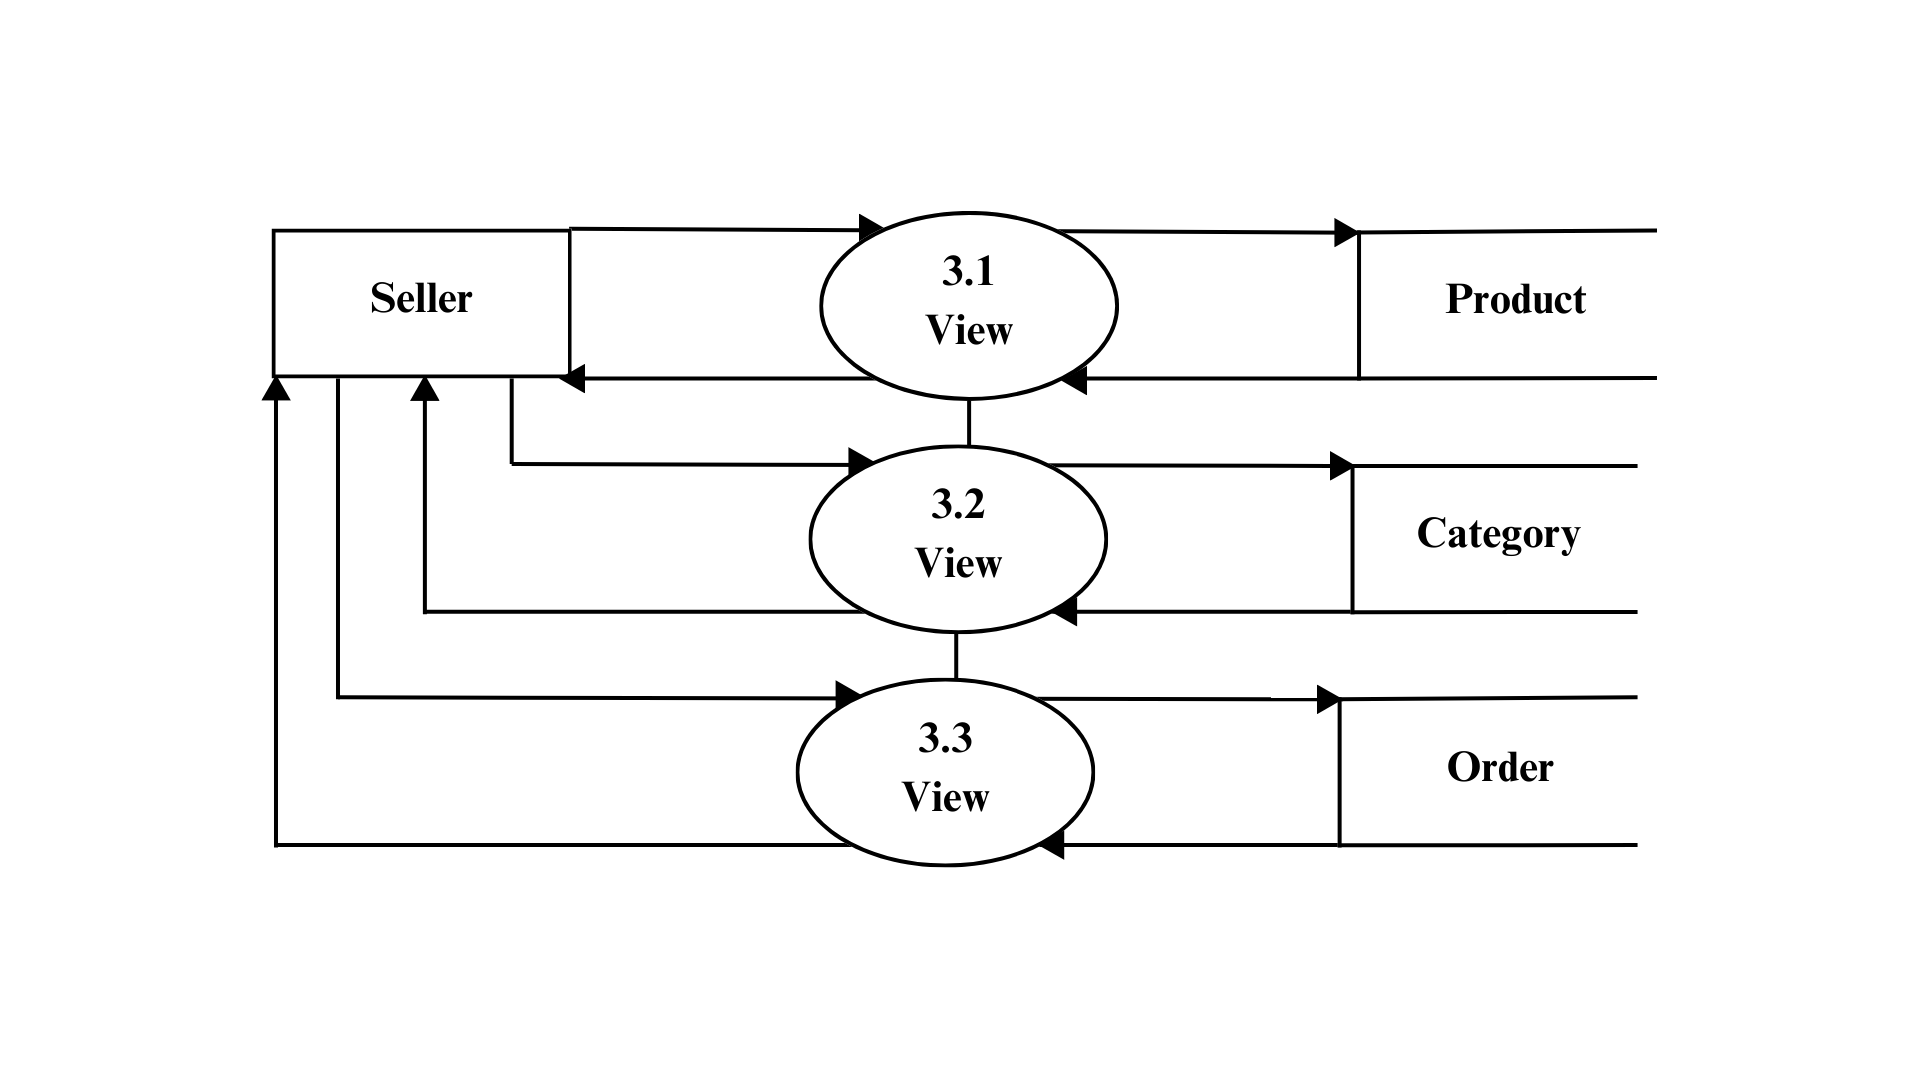 Seller
3.1
View
Product
3.2
View
Category
3.3
View
Order